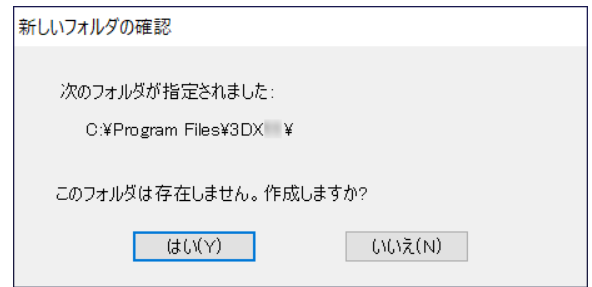 新しいフォルダの確認
次のフォルダが指定されました:
C:¥Program Files¥3DX ¥
このフォルダは存在しません。作成しますか?
はい(Y)
いいえ(N)